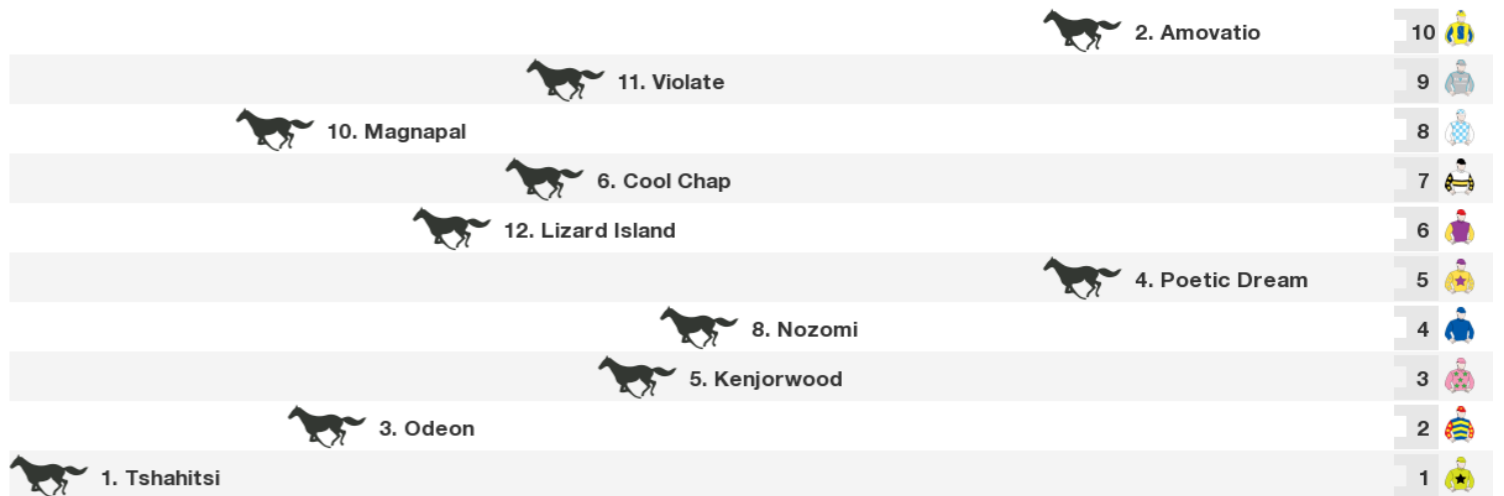 2. Amovatio 10
11. Violate 9
10. Magnapal 8
6. Cool Chap 7
12. Lizard Island 6
4. Poetic Dream 5
8. Nozomi 4
5. Kenjorwood 3
3. Odeon 2
1. Tshahitsi 1